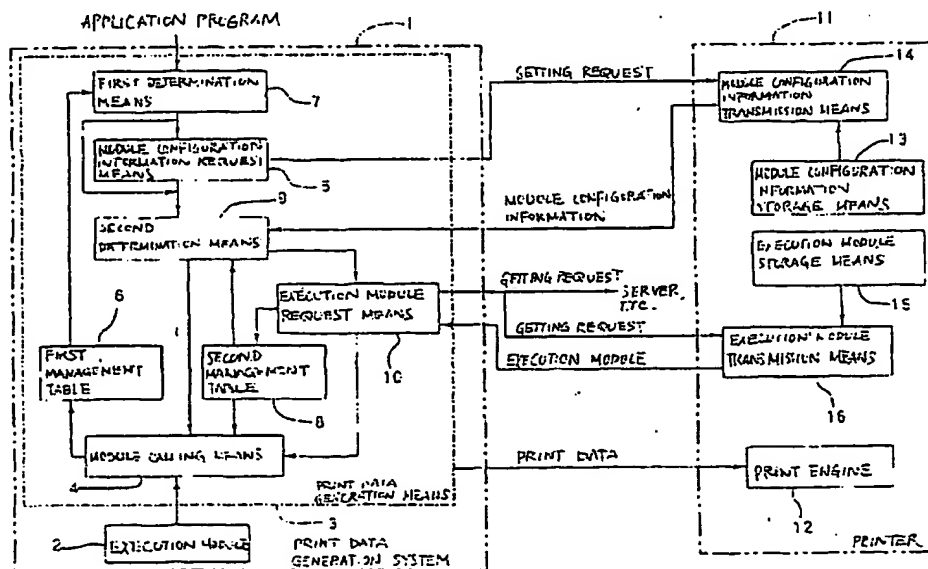 APPLICATION PROGRAM
1
FIRST DETERMINATION
MEANS
7
MODULE CONFIGURATION
INFORMATION REQUEST
MEANS
5
9
SECOND
DETERMINATION MEANS
EXECUTION MODULE
REQUEST MEANS
10
6
FIRST
MANAGEMENT
TABLE
SECOND
MANAGEMENT
TABLE
8
MODULE CALLING MEANS
4
PRINT DATA
GENERATION MEANS
3
2
EXECUTION MODULE
PRINT DATA
GENERATION SYSTEM
GETTING REQUEST
MODULE CONFIGURATION
INFORMATION
GETTING REQUEST
SERVER,
ETC.
GETTING REQUEST
EXECUTION MODULE
PRINT DATA
11
14
MODULE CONFIGURATION
INFORMATION
TRANSMISSION MEANS
13
MODULE CONFIGURATION
INFORMATION
STORAGE MEANS
EXECUTION MODULE
STORAGE MEANS
15
EXECUTION MODULE
TRANSMISSION MEANS
16
PRINT ENGINE
12
PRINTER